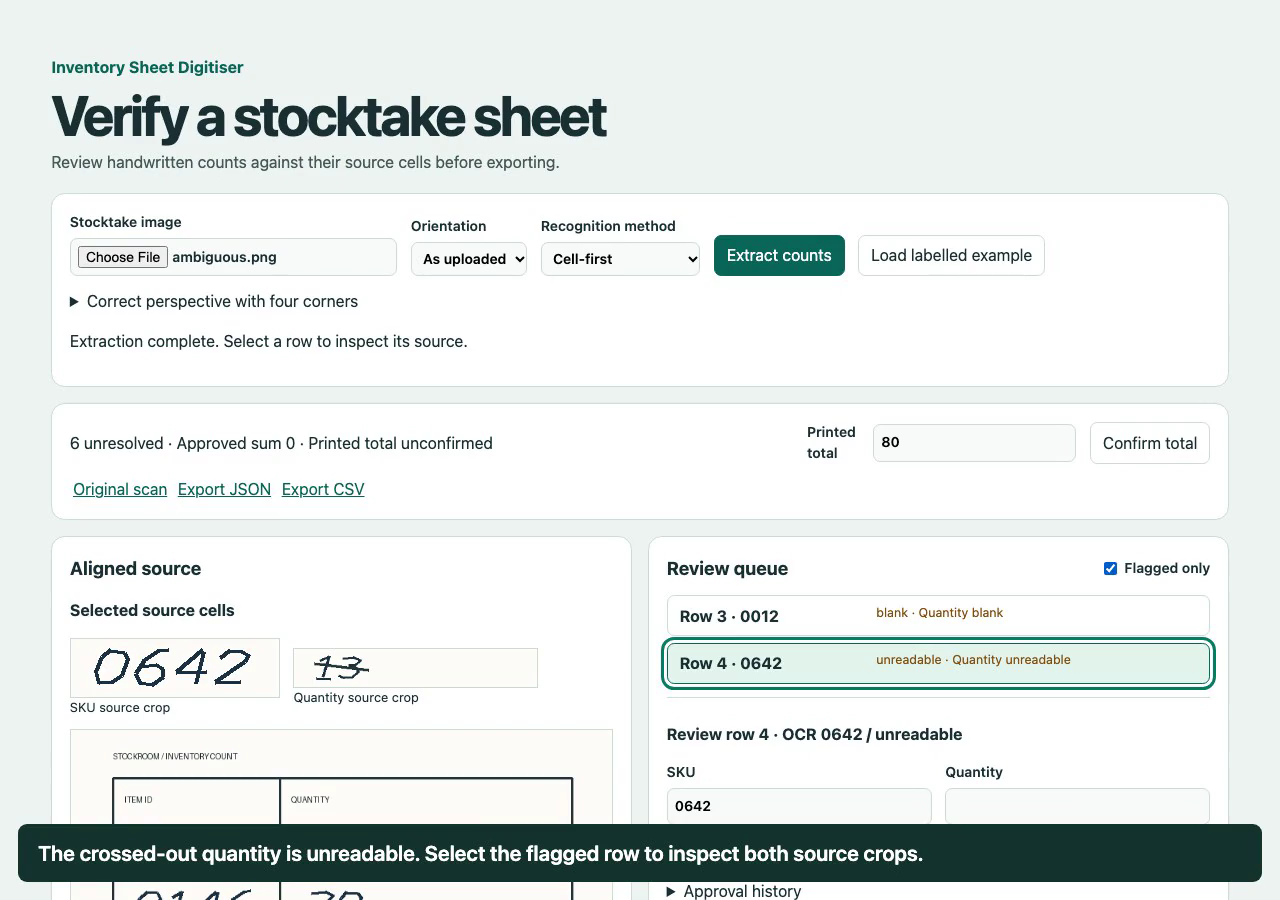 Inventory Sheet Digitiser
Verify a stocktake sheet
Review handwritten counts against their source cells before exporting.
Stocktake image
Orientation
Recognition method
Choose File ambiguous.png
As uploaded
Cell-first
Extract counts
Load labelled example
Correct perspective with four corners
Extraction complete. Select a row to inspect its source.
6 unresolved · Approved sum 0 · Printed total unconfirmed
Printed
total
80
Confirm total
Original scan Export JSON Export CSV
Aligned source
Selected source cells
0642
13
SKU source crop
Quantity source crop
STOCKROOM / INVENTORY COUNT
ITEM ID
QUANTITY
Review queue
Flagged only
Row 3 · 0012
blank · Quantity blank
Row 4 · 0642
unreadable · Quantity unreadable
Review row 4 · OCR 0642 / unreadable
SKU
Quantity
0642
The crossed-out quantity is unreadable. Select the flagged row to inspect both source crops.
Approval history